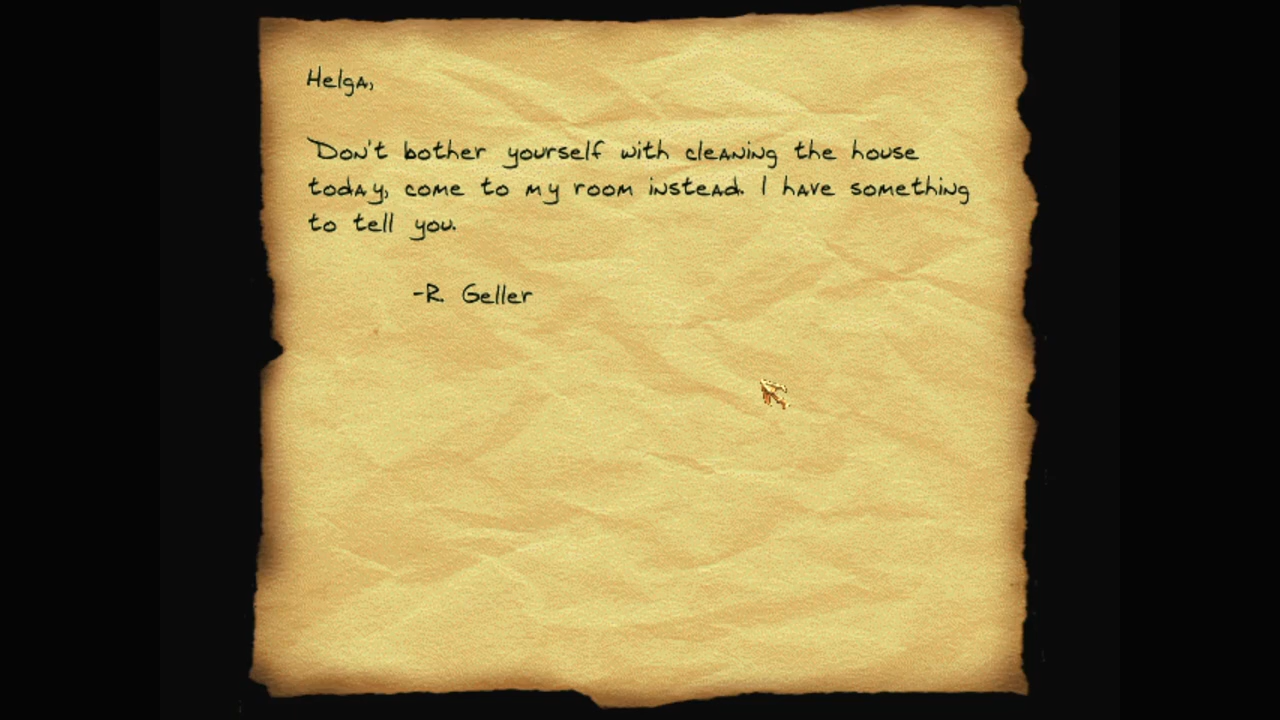 Helga,
Don't bother yourself with cleaning the house
today, come to my room instead. I have something
to tell you.
-R. Geller